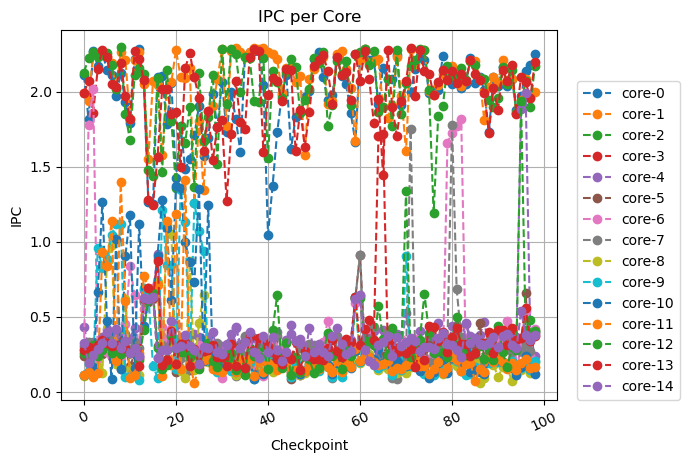 IPC per Core
IPC
2.0
1.5
1.0
0.5
0.0
0
20
40
60
80
100
Checkpoint
core-0
core-1
core-2
core-3
core-4
core-5
core-6
core-7
core-8
core-9
core-10
core-11
core-12
core-13
core-14